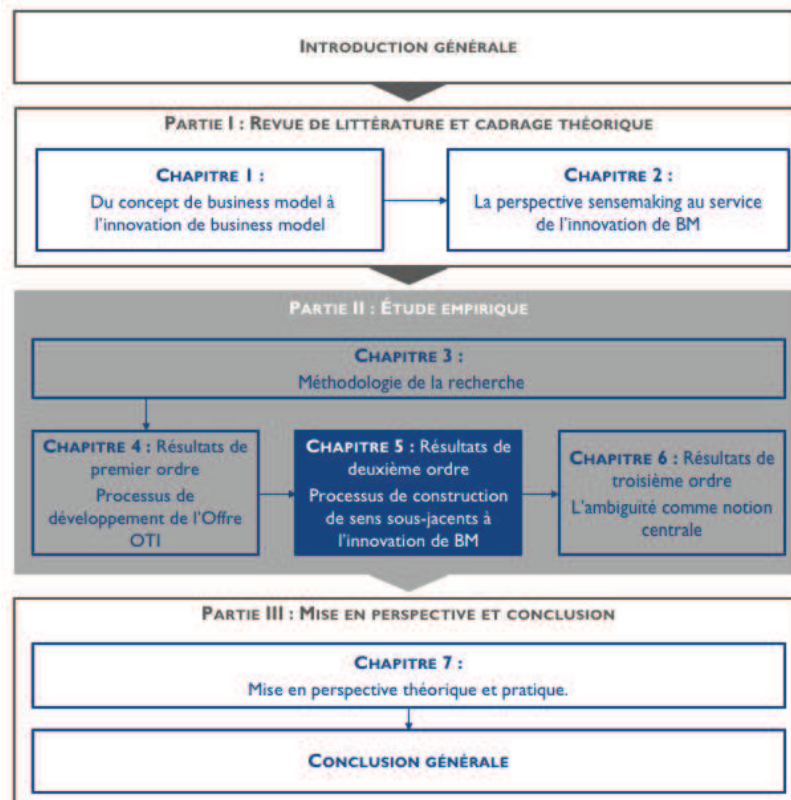 INTRODUCTION GÉNÉRALE
PARTIE I : REVUE DE LITTÉRATURE ET CADRAGE THÉORIQUE
CHAPITRE 1 :
Du concept de business model à
l'innovation de business model
CHAPITRE 2 :
La perspective sensemaking au service
de l'innovation de BM
PARTIE II : ÉTUDE EMPIRIQUE
CHAPITRE 3 :
Méthodologie de la recherche
CHAPITRE 4 : Résultats de
premier ordre
Processus de
développement de l'Offre
OTI
CHAPITRE 5 : Résultats de
deuxième ordre
Processus de construction
de sens sous-jacents à
l'innovation de BM
CHAPITRE 6 : Résultats de
troisième ordre
L'ambiguïté comme notion
centrale
PARTIE III : MISE EN PERSPECTIVE ET CONCLUSION
CHAPITRE 7 :
Mise en perspective théorique et pratique.
CONCLUSION GÉNÉRALE